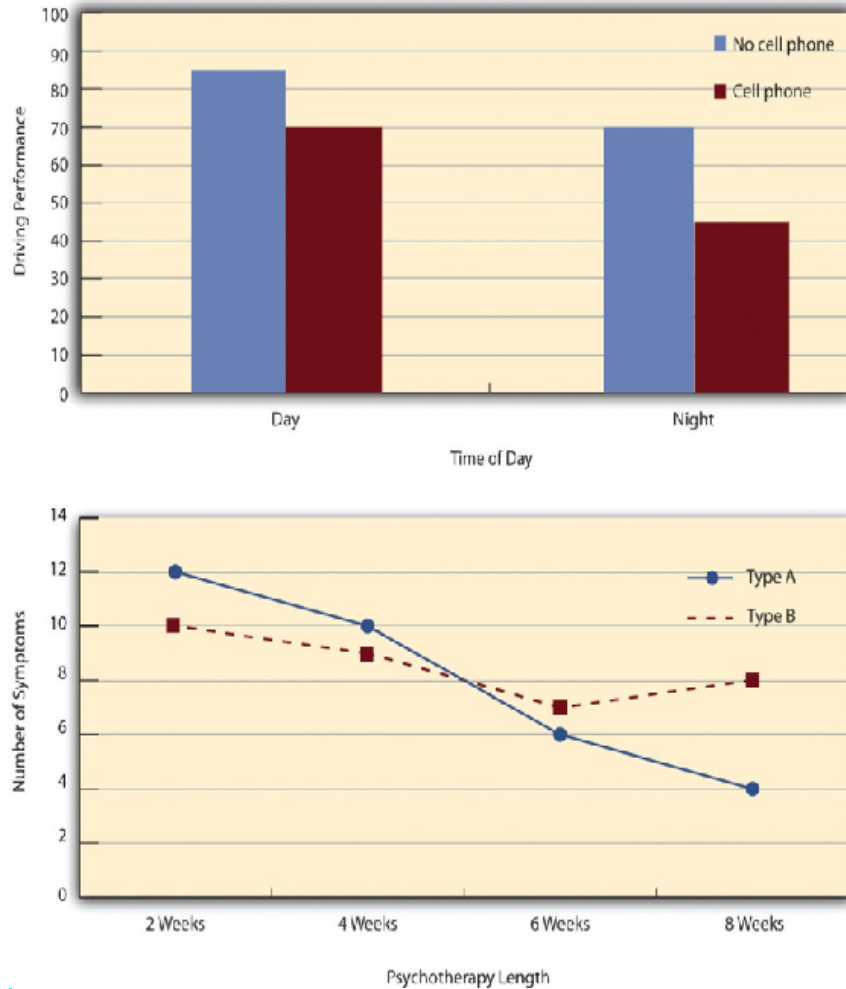 100
90
80
70
60
50
40
30
20
10
0
Driving Performance
No cell phone
Cell phone
Day
Night
Time of Day
14
12
10
8
6
4
2
0
Number of Symptoms
Type A
Type B
2 Weeks
4 Weeks
6 Weeks
8 Weeks
Psychotherapy Length